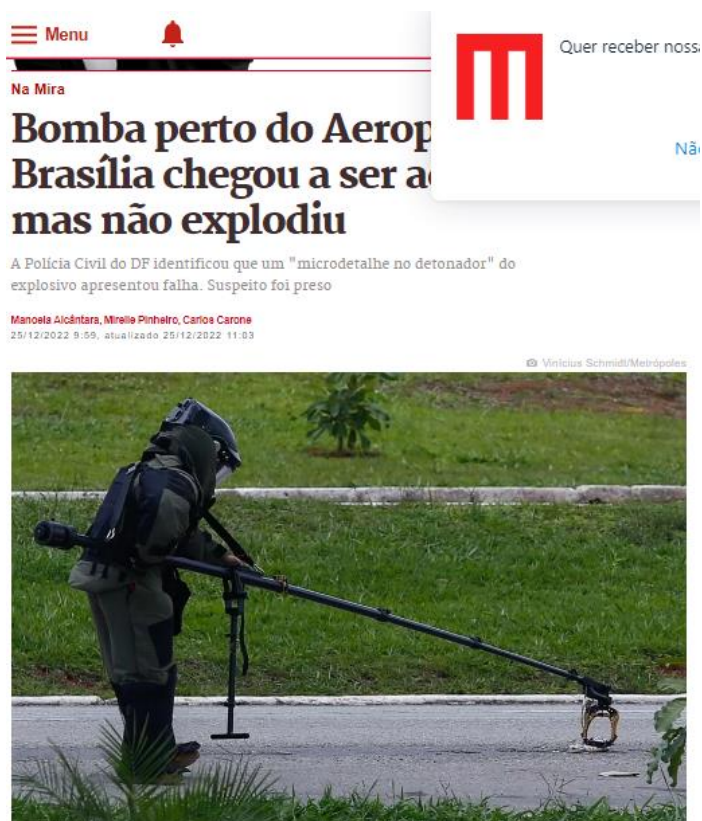 Menu
Quer receber noss
Não
Na Mira
Bomba perto do Aerop
Brasília chegou a ser a
mas não explodiu
A Polícia Civil do DF identificou que um "microdetalhe no detonador" do
explosivo apresentou falha. Suspeito foi preso
Manoela Alcântara, Mirelle Pinheiro, Carlos Carone
25/12/2022 9:59, atualizado 25/12/2022 11:03
Vinícius Schmidt/Metrópoles